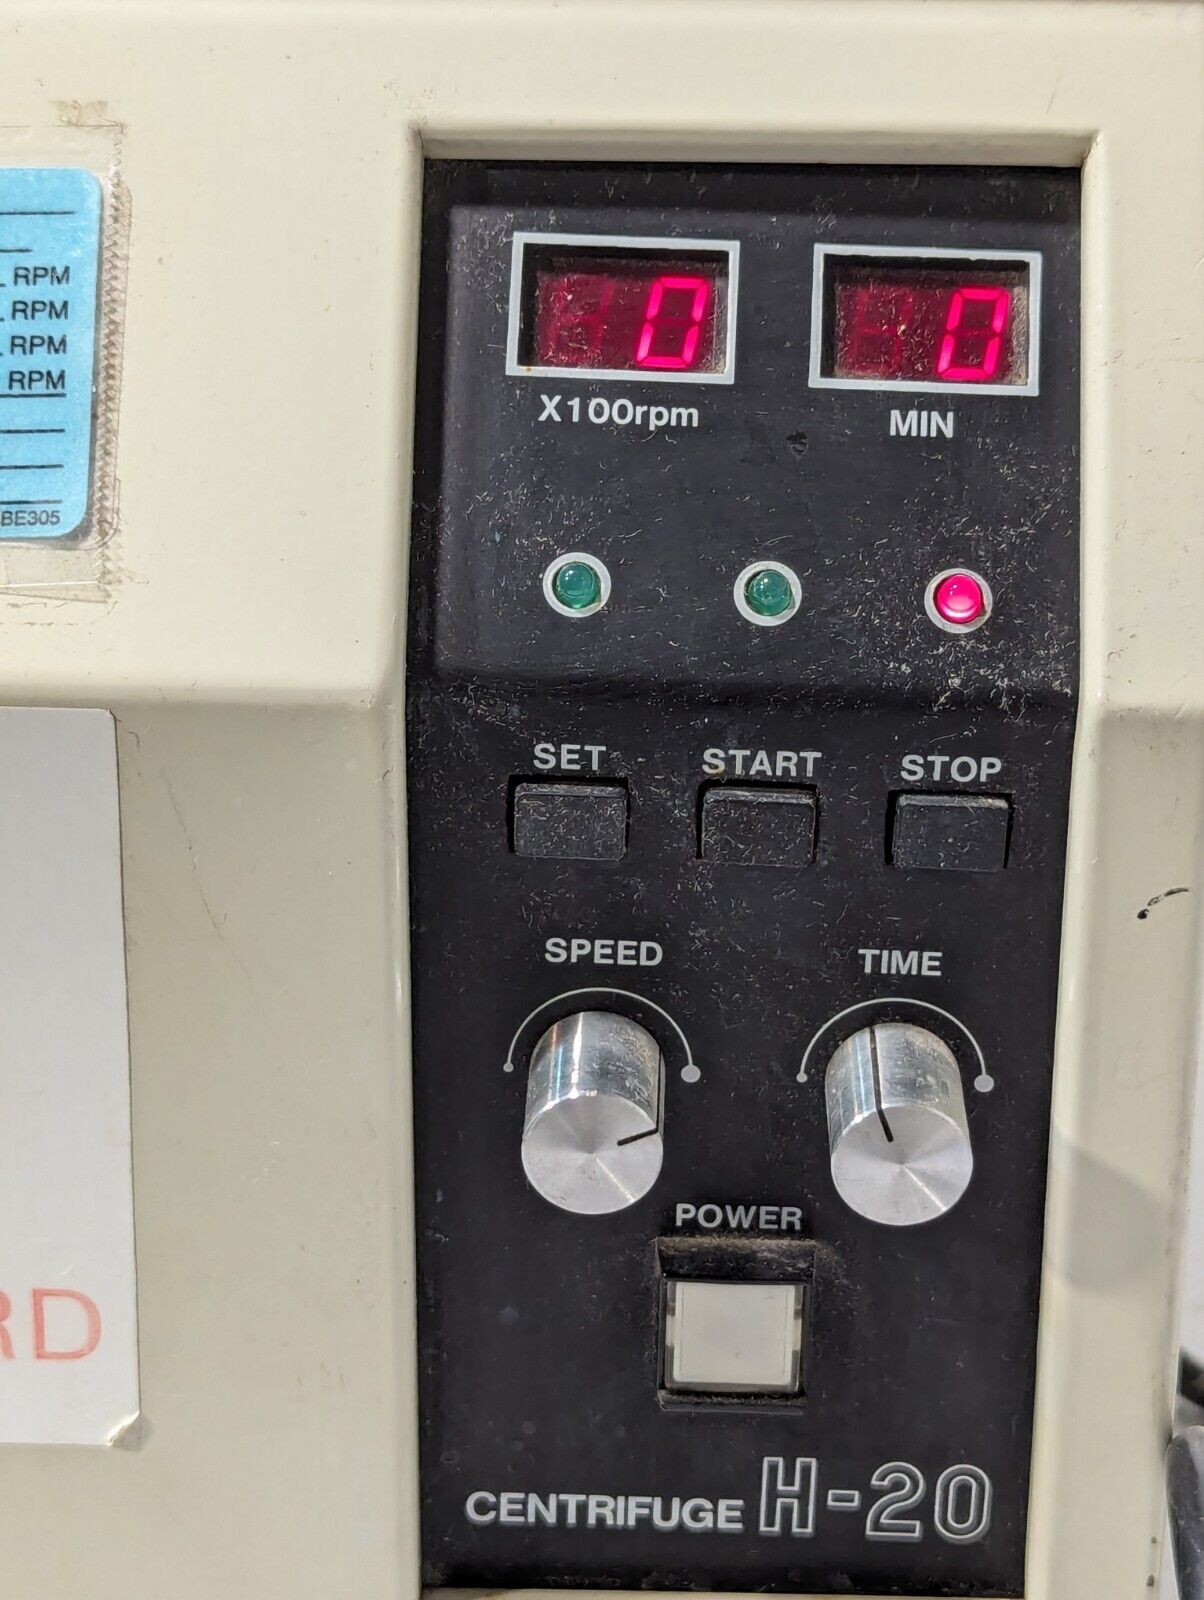 RPM
RPM
RPM
RPM
BE305
0
0
X100rpm
MIN
SET
START
STOP
SPEED
TIME
POWER
RD
CENTRIFUGE H-20